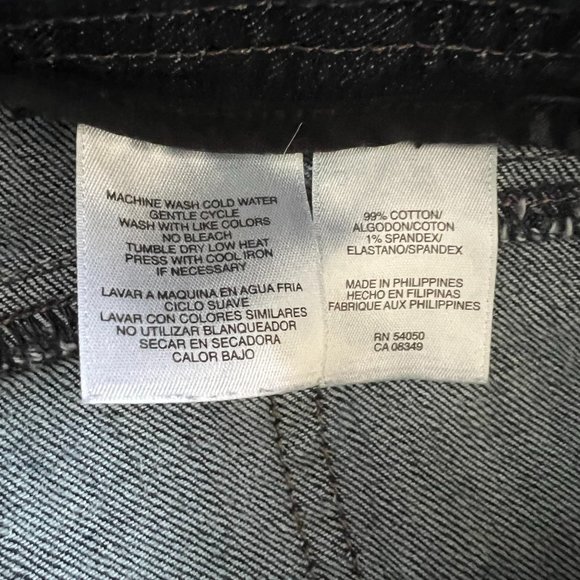 MACHINE WASH COLD WATER
GENTLE CYCLE
WASH WITH LIKE COLORS
NO BLEACH
TUMBLE DRY LOW HEAT
PRESS WITH COOL IRON
IF NECESSARY
LAVAR A MAQUINA EN AGUA FRIA
CICLO SUAVE
LAVAR CON COLORES SIMILARES
NO UTILIZAR BLANQUEADOR
SECAR EN SECADORA
CALOR BAJO
99% COTTON/
ALGODON/COTON
1% SPANDEX/
ELASTANO/SPANDEX
MADE IN PHILIPPINES
HECHO EN FILIPINAS
FABRIQUE AUX PHILIPPINES
RN 54050
CA 08349